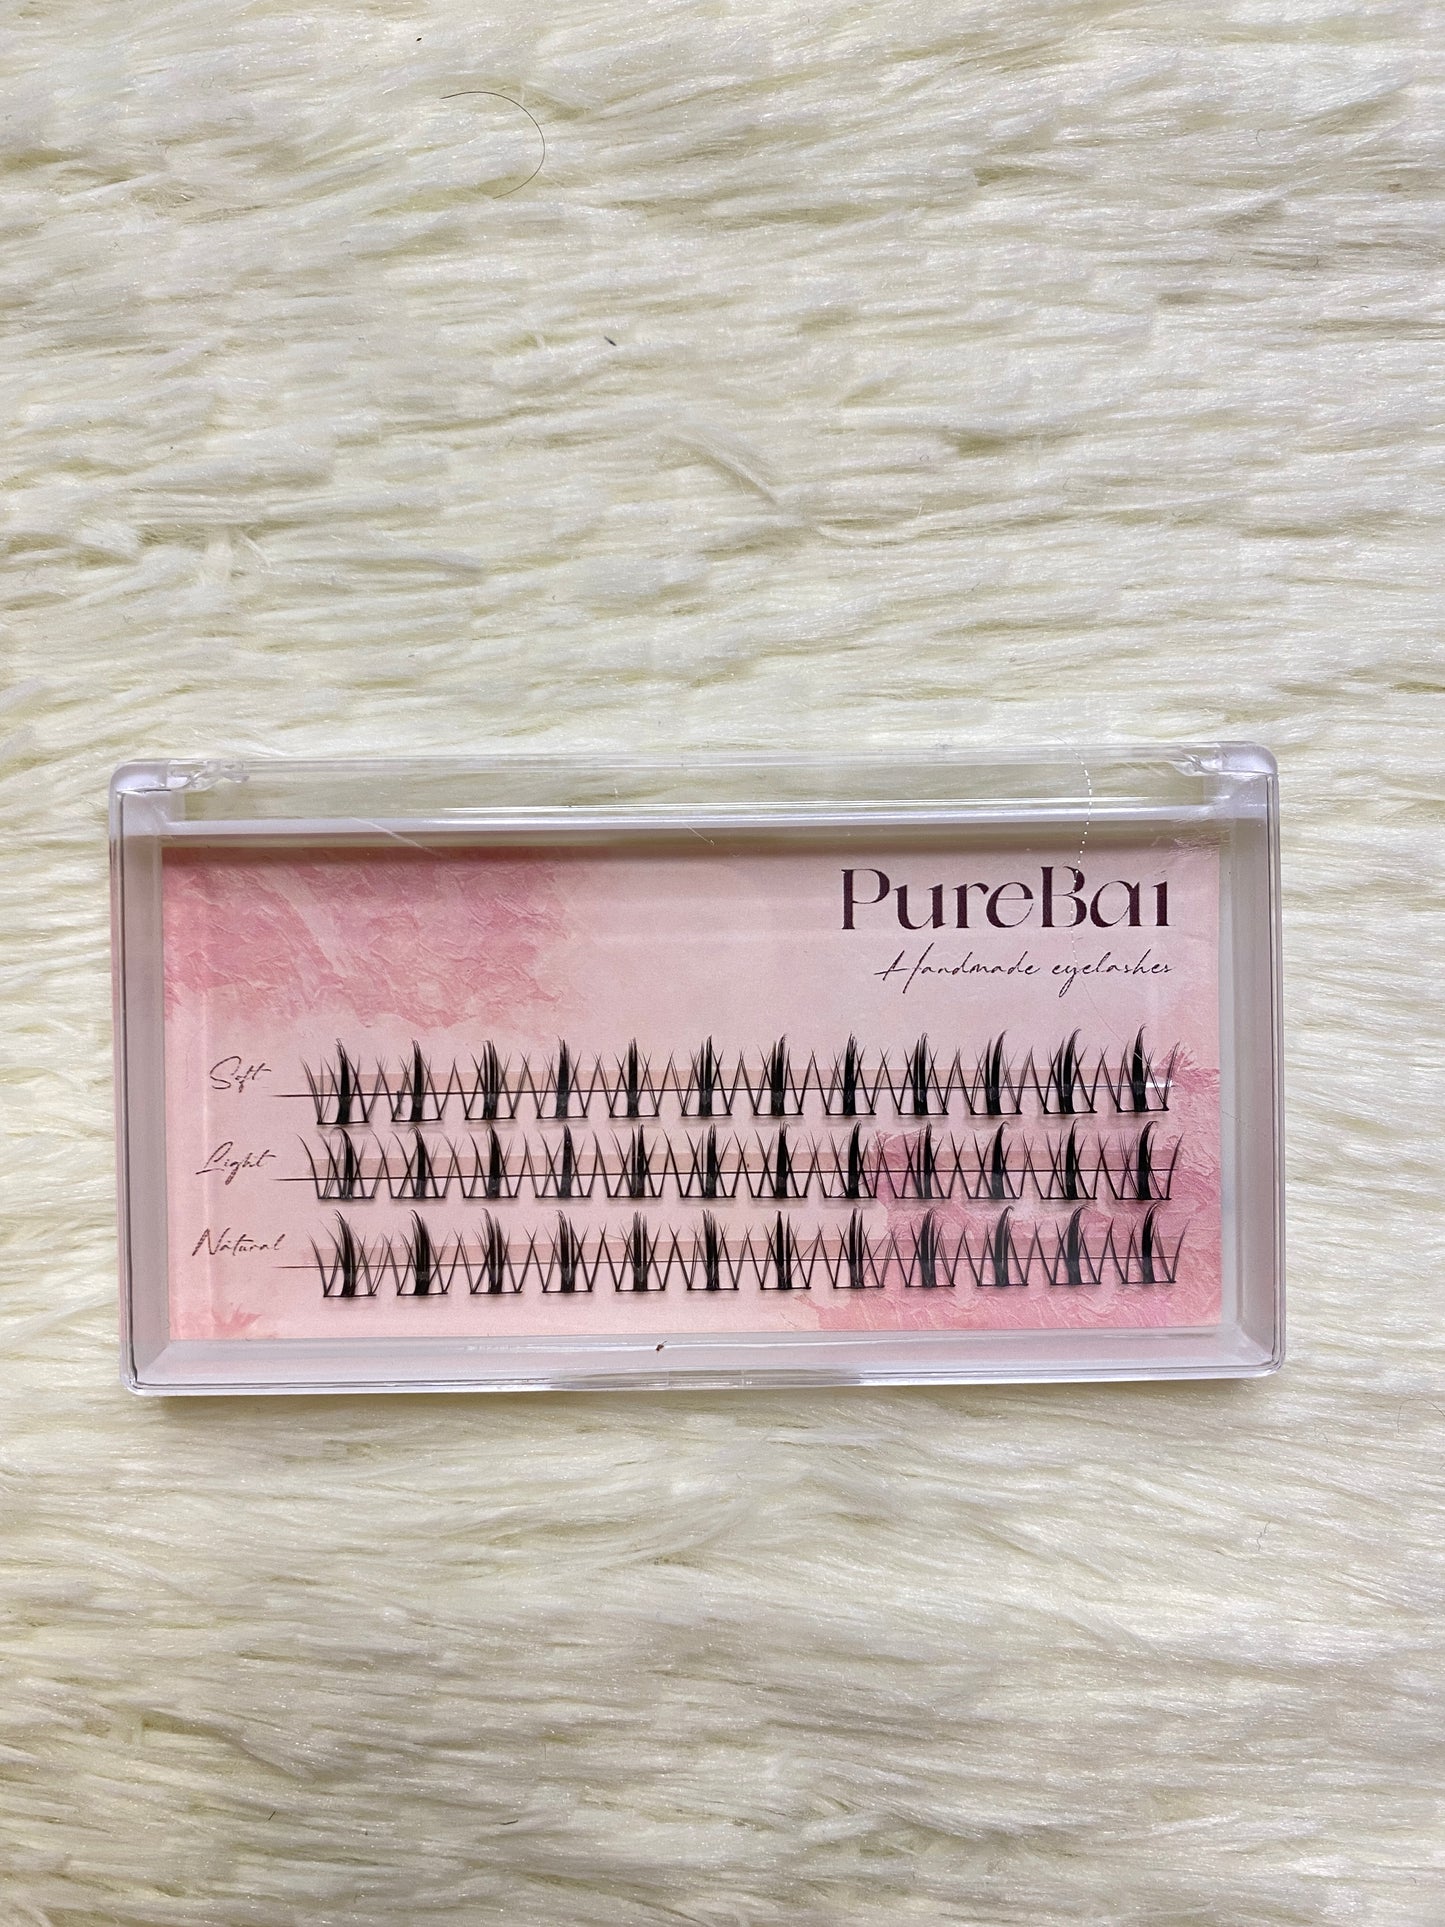 PureBai
Handmade eyelashes
Soft
Light
Natural